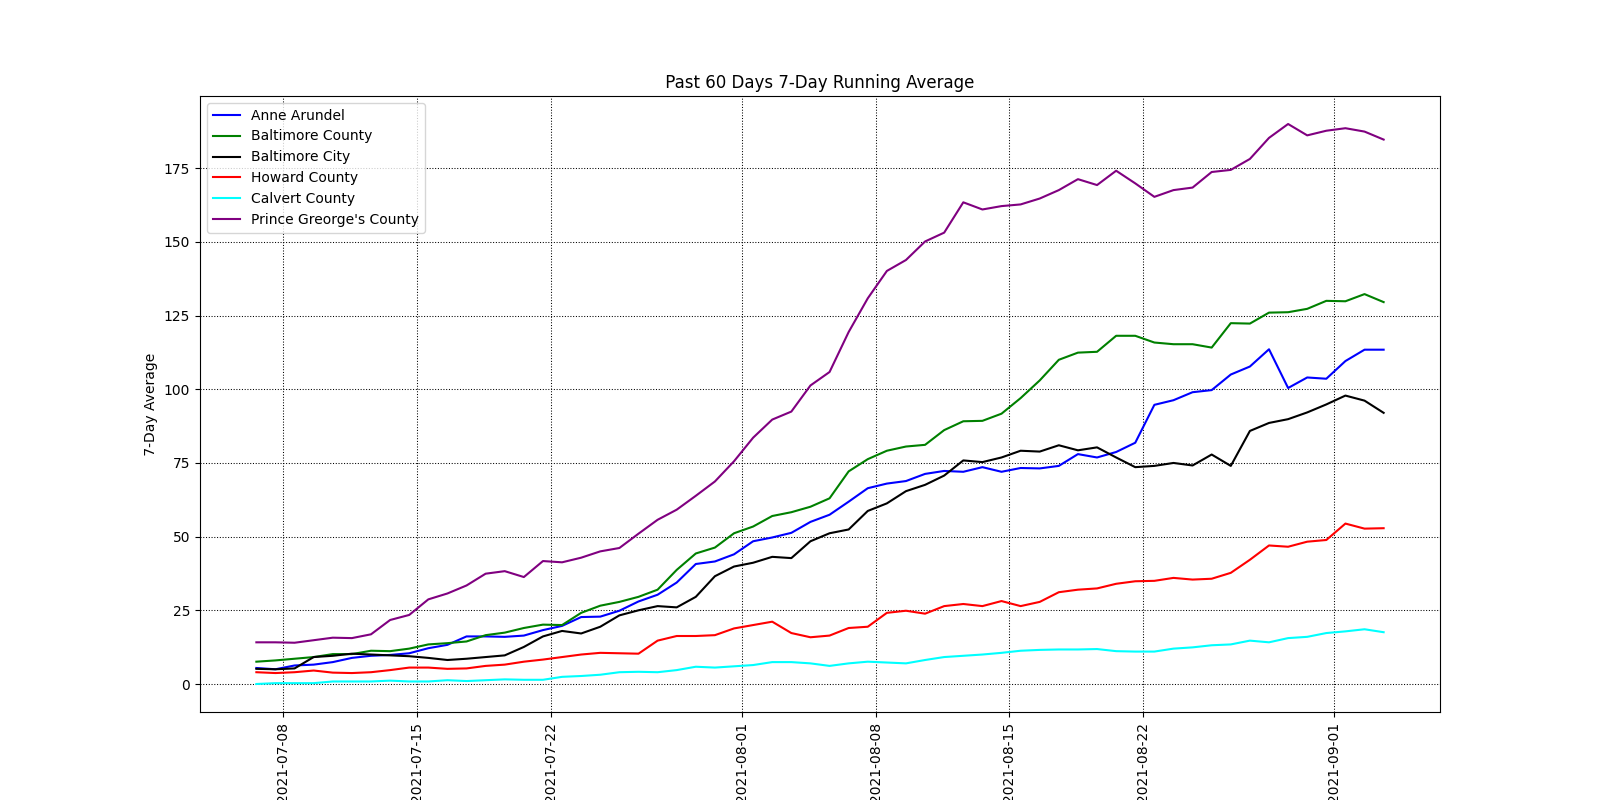 Past 60 Days 7-Day Running Average
Anne Arundel
Baltimore County
Baltimore City
Howard County
Calvert County
Prince Greorge's County
7-Day Average
175
150
125
100
75
50
25
0
2021-07-08
2021-07-15
2021-07-22
2021-08-01
2021-08-08
2021-08-15
2021-08-22
2021-09-01